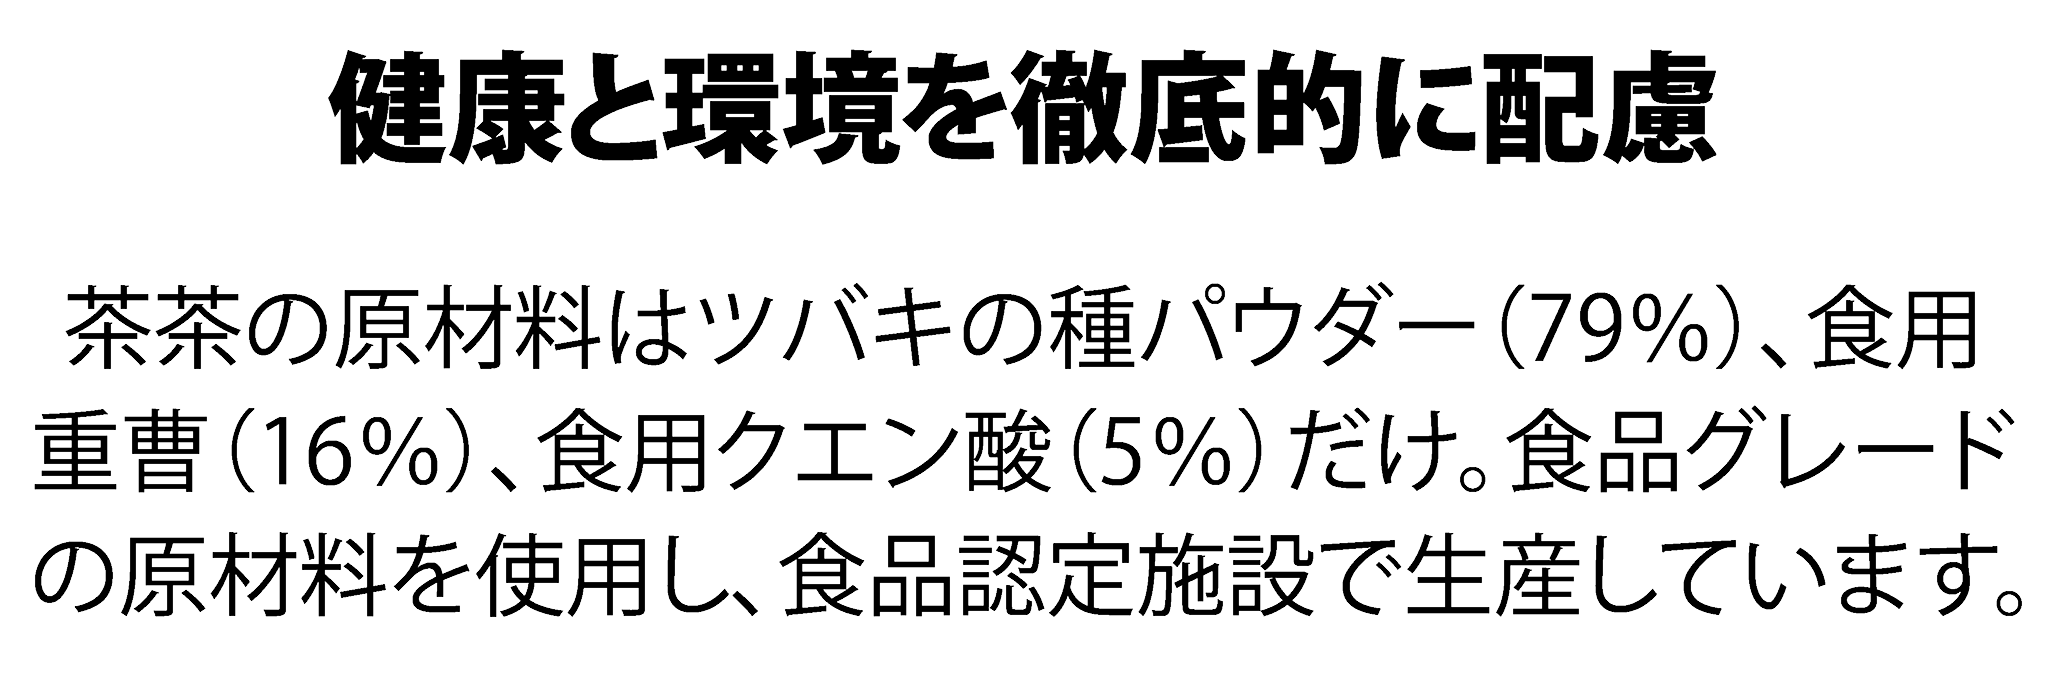 健康と環境を徹底的に配慮
茶茶の原材料はツバキの種パウダー（79%）、食用
重曹（16%）、食用クエン酸（5%）だけ。食品グレード
の原材料を使用し、食品認定施設で生産しています。